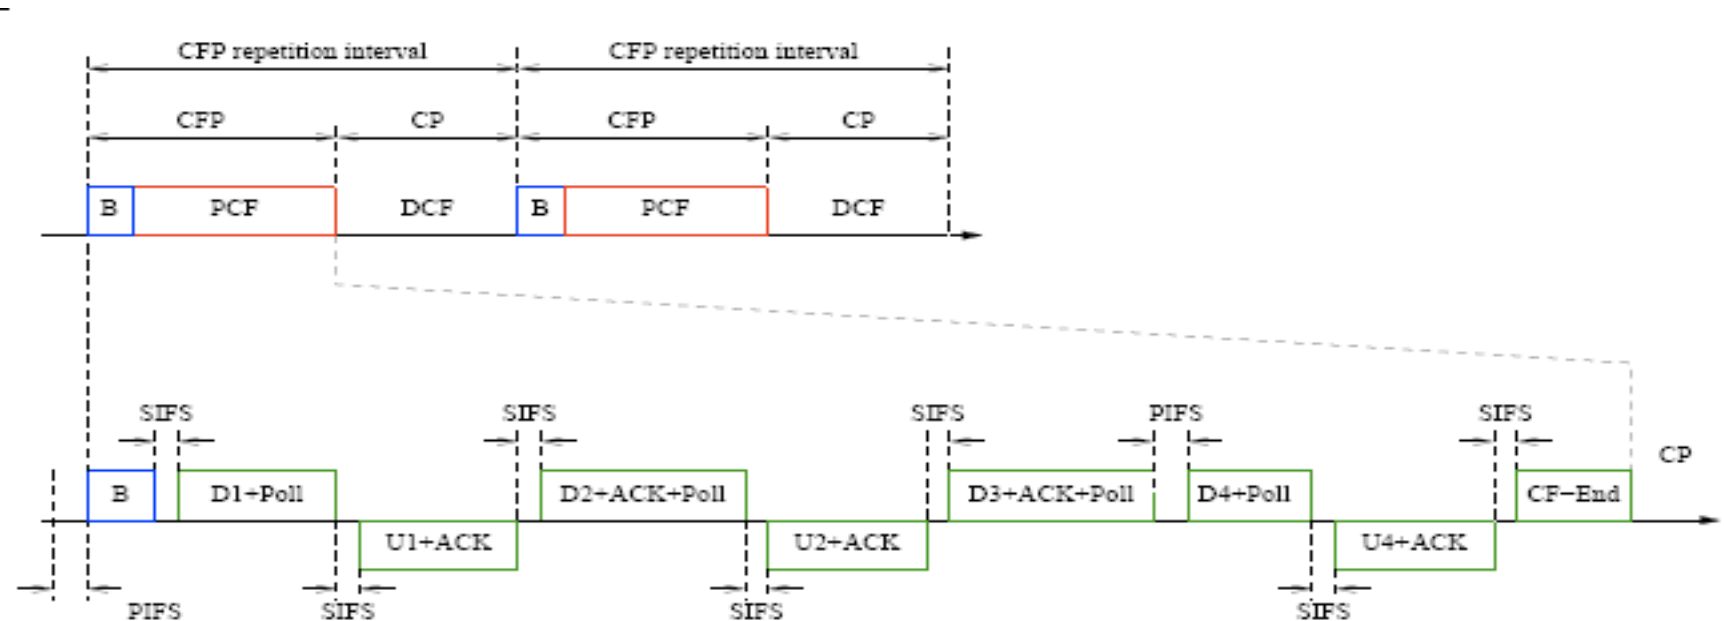 CFP repetition interval CFP repetition interval
CFP CP CFP CP
B PCF DCF B PCF DCF
SIFS SIFS SIFS PIFS SIFS
CP
B D1+Poll D2+ACK+Poll D3+ACK+Poll D4+Poll CF-End
U1+ACK U2+ACK U4+ACK
PIFS SIFS SIFS SIFS